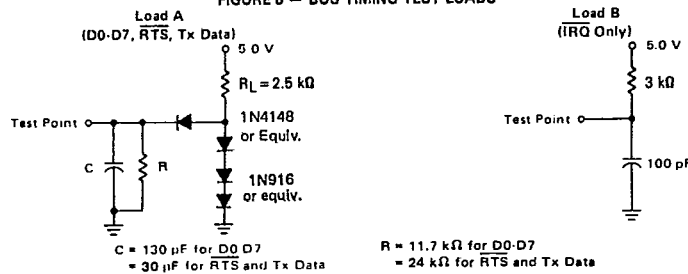 FIGURE 8 — BUS TIMING TEST LOADS
Load A
(D0-D7, RTS, Tx Data)
5.0 V
RL = 2.5 kΩ
Test Point
1N4148
or Equiv.
C
R
1N916
or equiv.
C = 130 pF for D0-D7
= 30 pF for RTS and Tx Data
Load B
(IRQ Only)
5.0 V
3 kΩ
Test Point
100 pF
R = 11.7 kΩ for D0-D7
= 24 kΩ for RTS and Tx Data